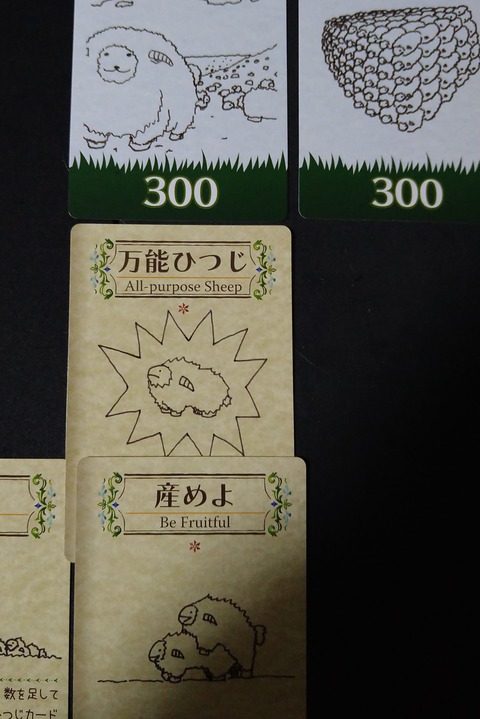 300
300
万能ひつじ
All-purpose Sheep
産めよ
Be Fruitful
数を足して
つじカード